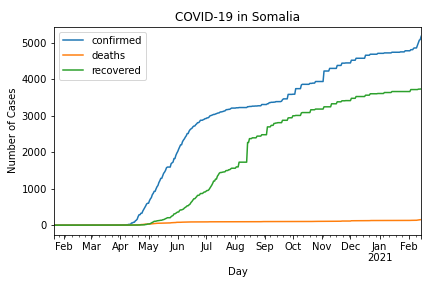 COVID-19 in Somalia
confirmed
deaths
recovered
Number of Cases
5000
4000
3000
2000
1000
0
Feb Mar Apr May Jun Jul Aug Sep Oct Nov Dec Jan Feb
2021
Day